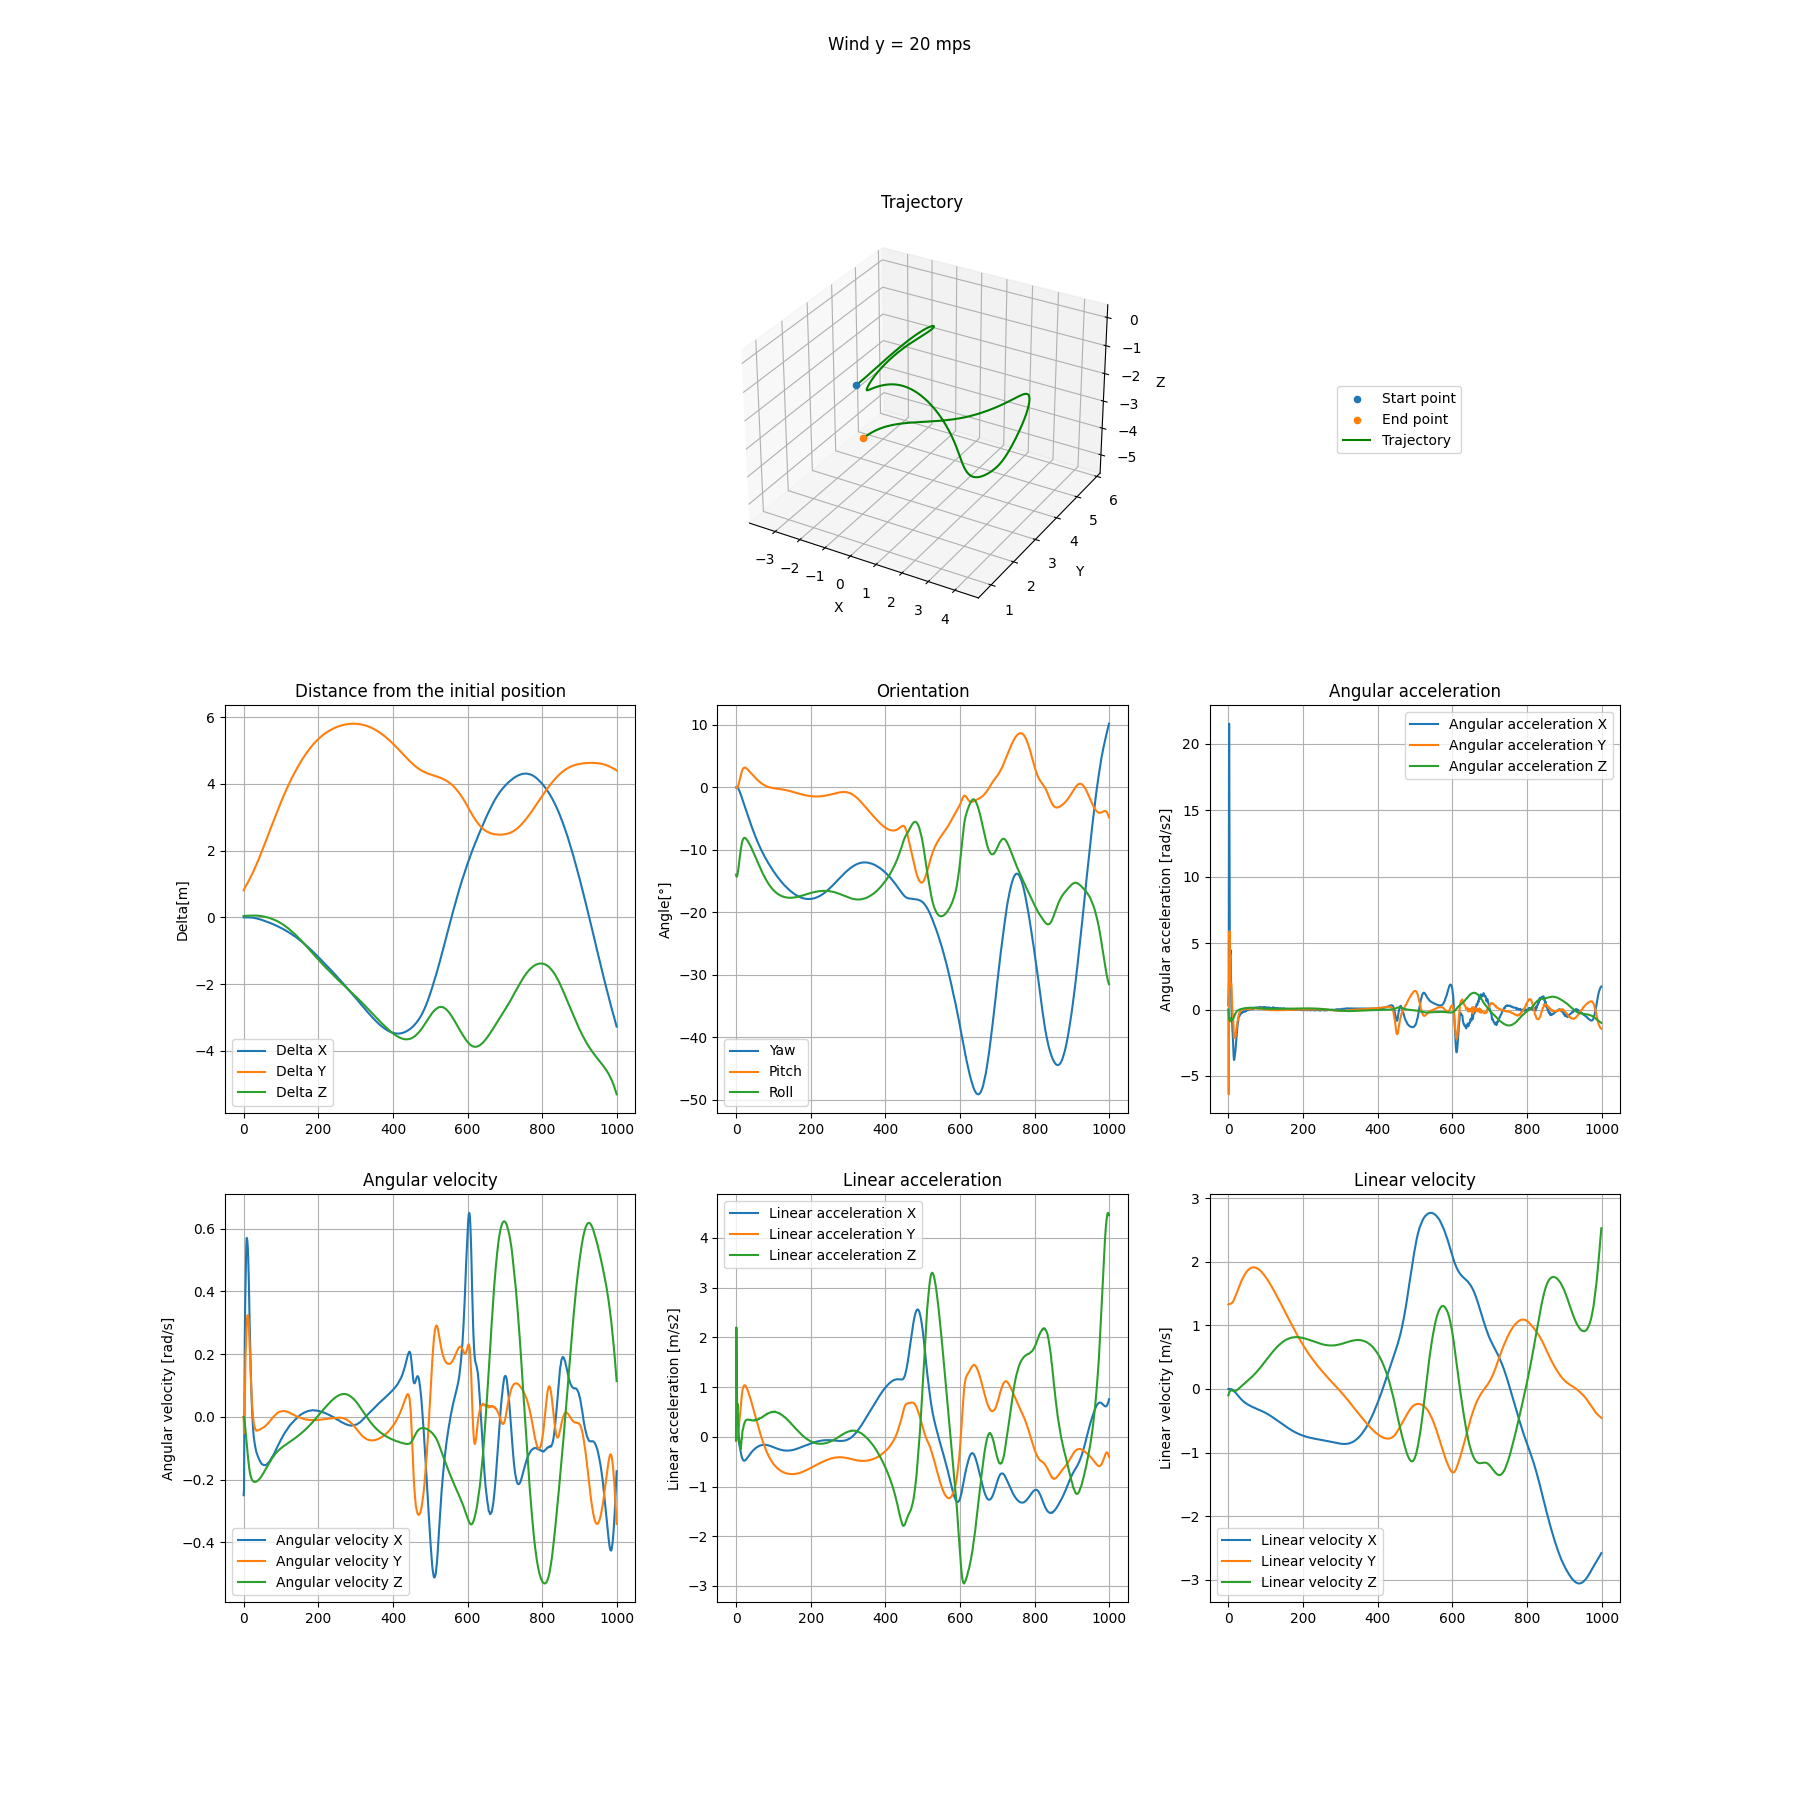 Wind y = 20 mps
Trajectory
0
−1
−2
−3
−4
−5
Z
−3
−2
−1
0
1
2
3
4
X
1
2
3
4
5
6
Y
Start point
End point
Trajectory
Distance from the initial position
6
4
2
0
−2
−4
Delta[m]
Delta X
Delta Y
Delta Z
0 200 400 600 800 1000
Orientation
10
0
−10
−20
−30
−40
−50
Angle[°]
Yaw
Pitch
Roll
0 200 400 600 800 1000
Angular acceleration
20
15
10
5
0
−5
Angular acceleration [rad/s2]
Angular acceleration X
Angular acceleration Y
Angular acceleration Z
0 200 400 600 800 1000
Angular velocity
0.6
0.4
0.2
0.0
−0.2
−0.4
Angular velocity [rad/s]
Angular velocity X
Angular velocity Y
Angular velocity Z
0 200 400 600 800 1000
Linear acceleration
4
3
2
1
0
−1
−2
−3
Linear acceleration [m/s2]
Linear acceleration X
Linear acceleration Y
Linear acceleration Z
0 200 400 600 800 1000
Linear velocity
3
2
1
0
−1
−2
−3
Linear velocity [m/s]
Linear velocity X
Linear velocity Y
Linear velocity Z
0 200 400 600 800 1000